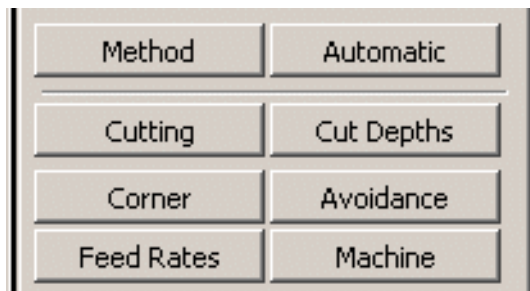 Method Automatic
Cutting Cut Depths
Corner Avoidance
Feed Rates Machine